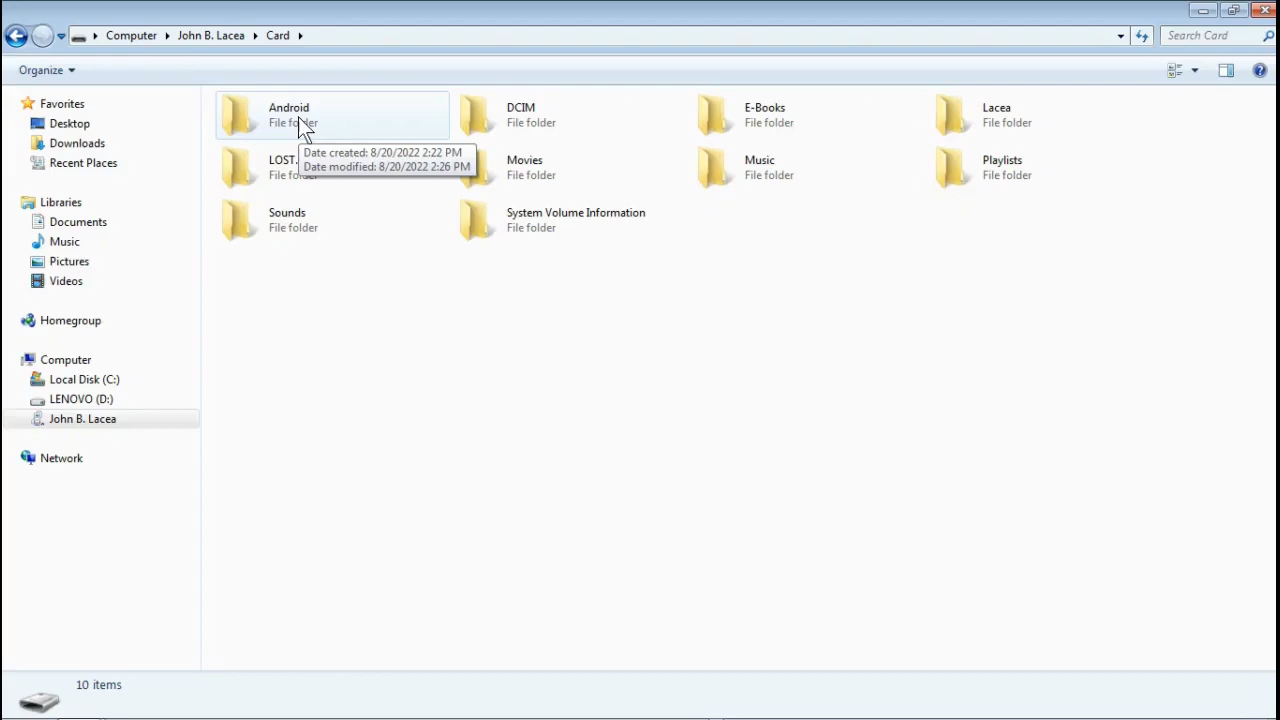 Computer ▸ John B. Lacea ▸ Card ▸
Search Card
Organize
Favorites
Desktop
Downloads
Recent Places
Libraries
Documents
Music
Pictures
Videos
Homegroup
Computer
Local Disk (C:)
LENOVO (D:)
John B. Lacea
Network
Android
File folder
DCIM
File folder
E-Books
File folder
Lacea
File folder
LOST.
File
Movies
File folder
Music
File folder
Playlists
File folder
Date created: 8/20/2022 2:22 PM
Date modified: 8/20/2022 2:26 PM
Sounds
File folder
System Volume Information
File folder
10 items